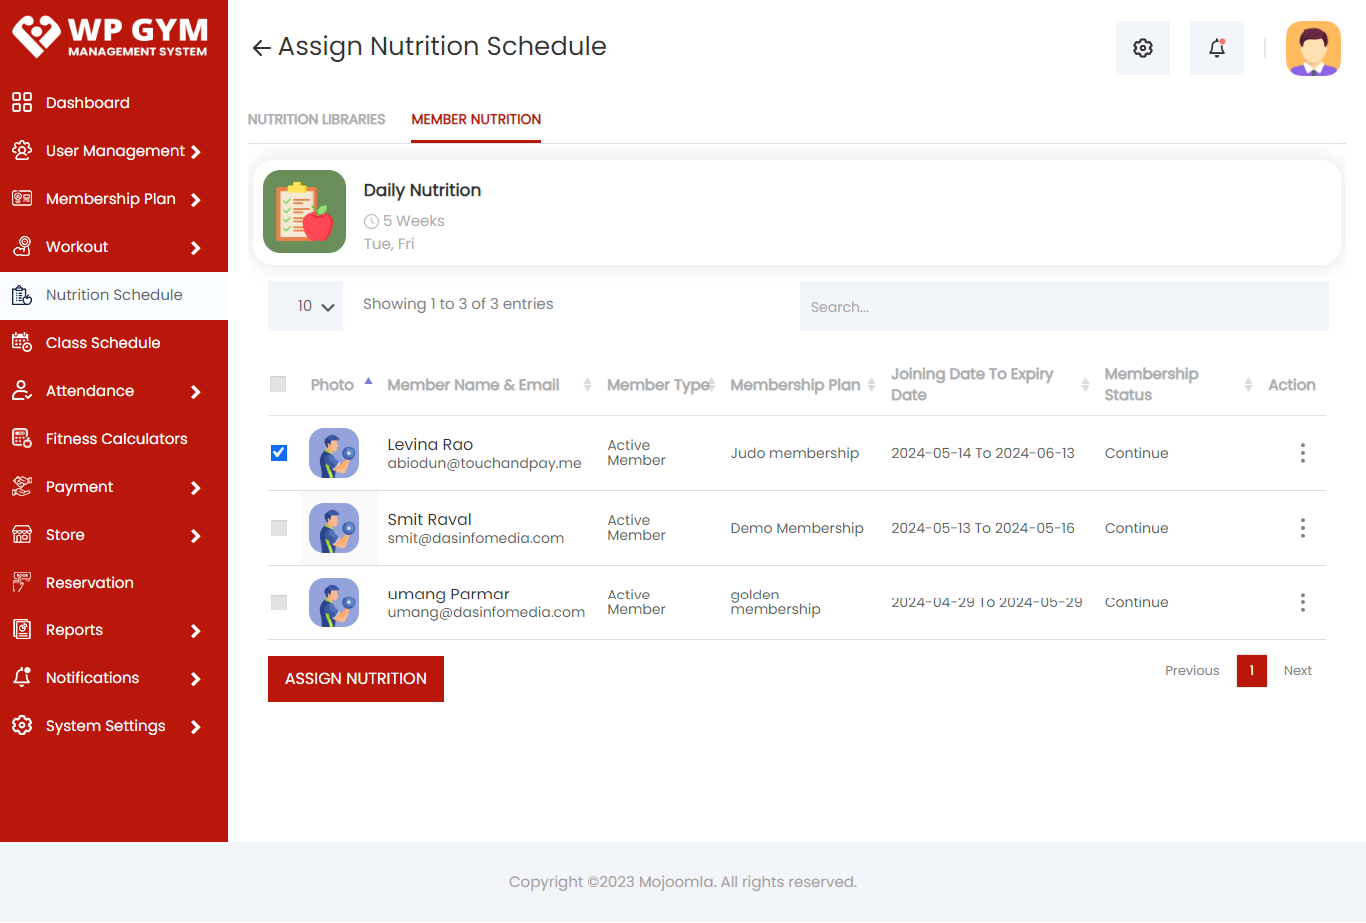 WP GYM
MANAGEMENT SYSTEM
Assign Nutrition Schedule
Dashboard
User Management
Membership Plan
Workout
Nutrition Schedule
Class Schedule
Attendance
Fitness Calculators
Payment
Store
Reservation
Reports
Notifications
System Settings
NUTRITION LIBRARIES MEMBER NUTRITION
Daily Nutrition
5 Weeks
Tue, Fri
10 Showing 1 to 3 of 3 entries Search...
Photo Member Name & Email Member Type Membership Plan Joining Date To Expiry Date Membership Status Action
Levina Rao
abiodun@touchandpay.me
Active
Member
Judo membership 2024-05-14 To 2024-06-13 Continue
Smit Raval
smit@dasinfomedia.com
Active
Member
Demo Membership 2024-05-13 To 2024-05-16 Continue
umang Parmar
umang@dasinfomedia.com
Active
Member
golden
membership
2024-04-29 To 2024-05-29 Continue
ASSIGN NUTRITION
Previous 1 Next
Copyright ©2023 Mojoomla. All rights reserved.